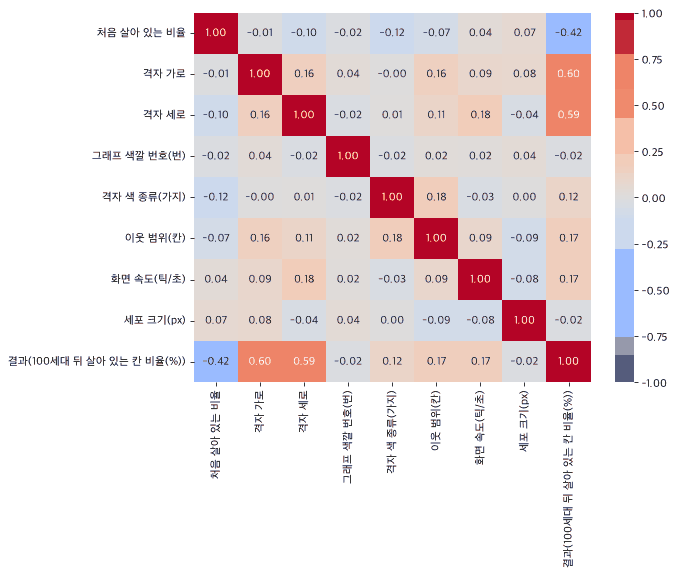 처음 살아 있는 비율 1.00 -0.01 -0.10 -0.02 -0.12 -0.07 0.04 0.07 -0.42
격자 가로 -0.01 1.00 0.16 0.04 -0.00 0.16 0.09 0.08 0.60
격자 세로 -0.10 0.16 1.00 -0.02 0.01 0.11 0.18 -0.04 0.59
그래프 색깔 번호(번) -0.02 0.04 -0.02 1.00 -0.02 0.02 0.02 0.04 -0.02
격자 색 종류(가지) -0.12 -0.00 0.01 -0.02 1.00 0.18 -0.03 0.00 0.12
이웃 범위(칸) -0.07 0.16 0.11 0.02 0.18 1.00 0.09 -0.09 0.17
화면 속도(틱/초) 0.04 0.09 0.18 0.02 -0.03 0.09 1.00 -0.08 0.17
세포 크기(px) 0.07 0.08 -0.04 0.04 0.00 -0.09 -0.08 1.00 -0.02
결과(100세대 뒤 살아 있는 칸 비율(%)) -0.42 0.60 0.59 -0.02 0.12 0.17 0.17 -0.02 1.00
처음 살아 있는 비율
격자 가로
격자 세로
그래프 색깔 번호(번)
격자 색 종류(가지)
이웃 범위(칸)
화면 속도(틱/초)
세포 크기(px)
결과(100세대 뒤 살아 있는 칸 비율(%))
1.00
0.75
0.50
0.25
0.00
-0.25
-0.50
-0.75
-1.00